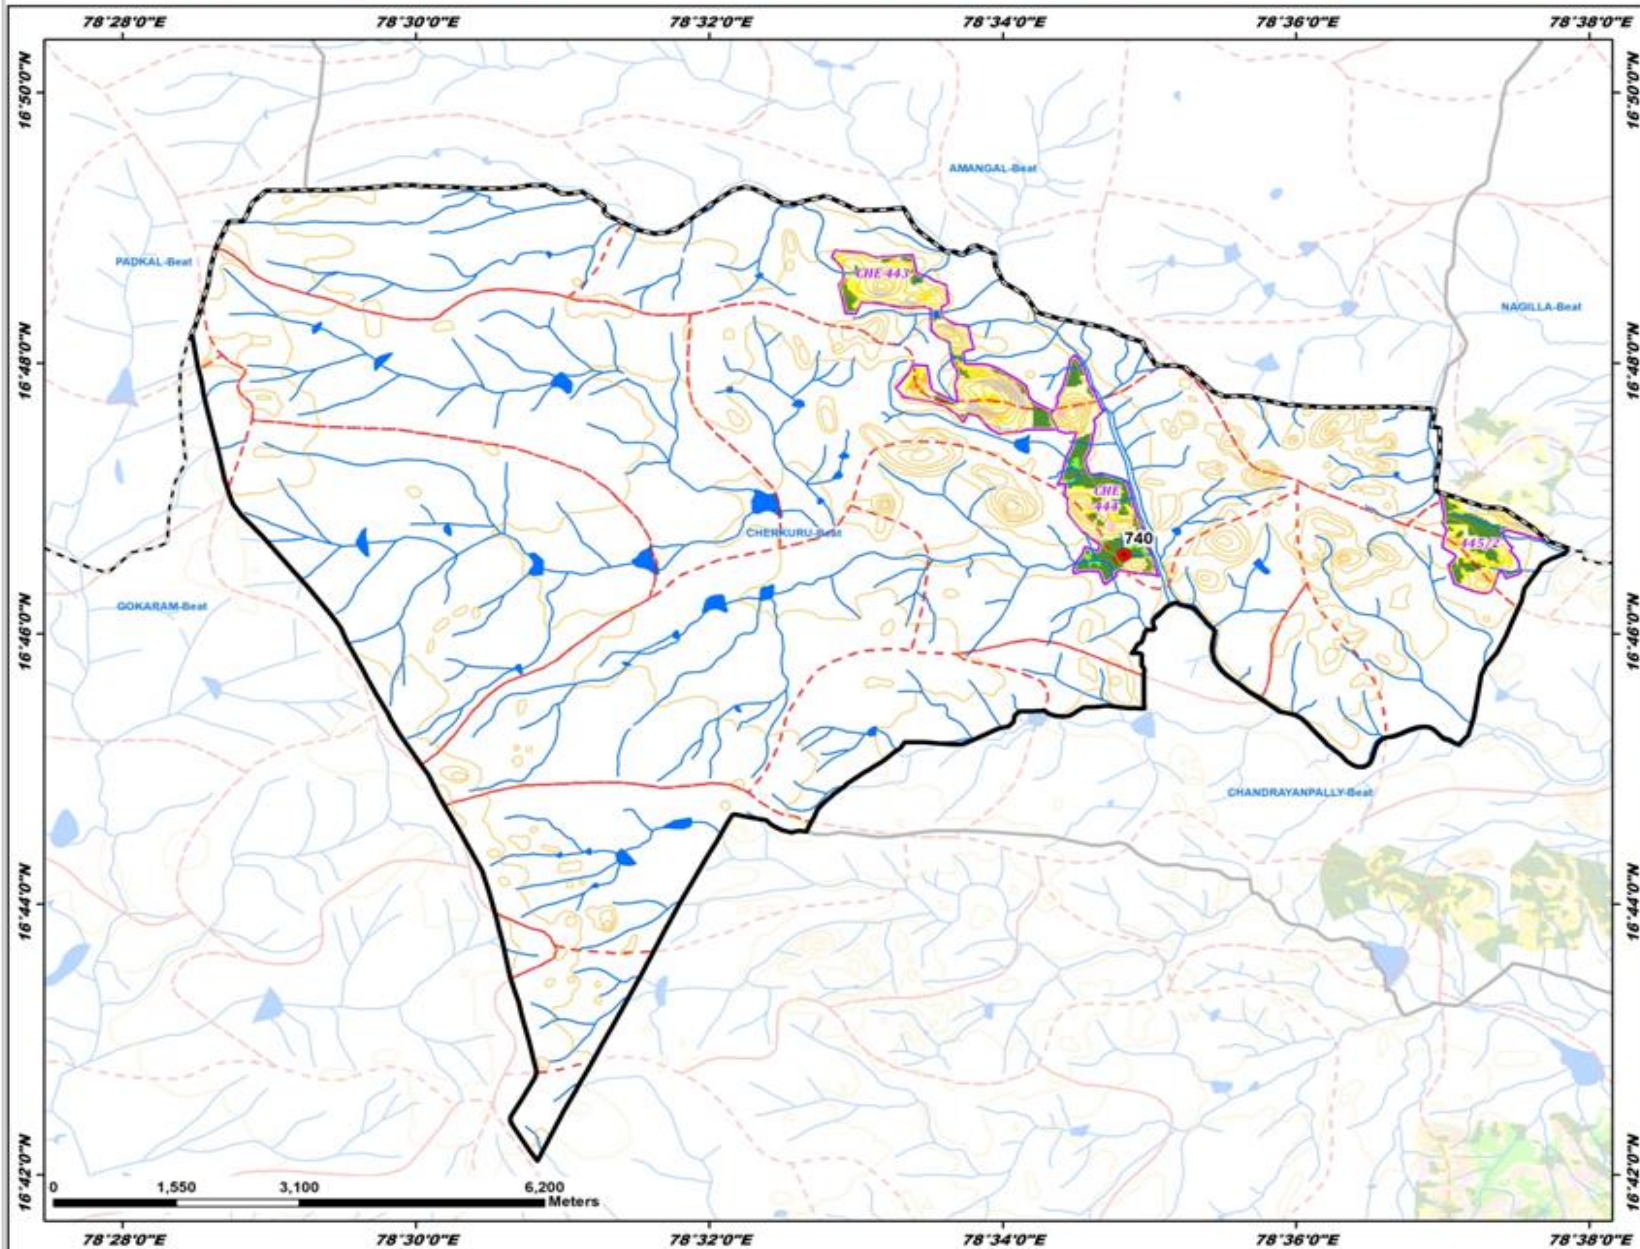 78°28'0"E 78°30'0"E 78°32'0"E 78°34'0"E 78°36'0"E 78°38'0"E
16°50'0"N 16°50'0"N
AMANGAL-Beat
PADKAL-Beat
CHE 443
NAGILLA-Beat
16°48'0"N 16°48'0"N
CHE
444
CHERKURU-Beat
740
445/2
GOKARAM-Beat
16°46'0"N 16°46'0"N
CHANDRAYANPALLY-Beat
16°44'0"N 16°44'0"N
16°42'0"N 16°42'0"N
0 1,550 3,100 6,200
Meters
78°28'0"E 78°30'0"E 78°32'0"E 78°34'0"E 78°36'0"E 78°38'0"E